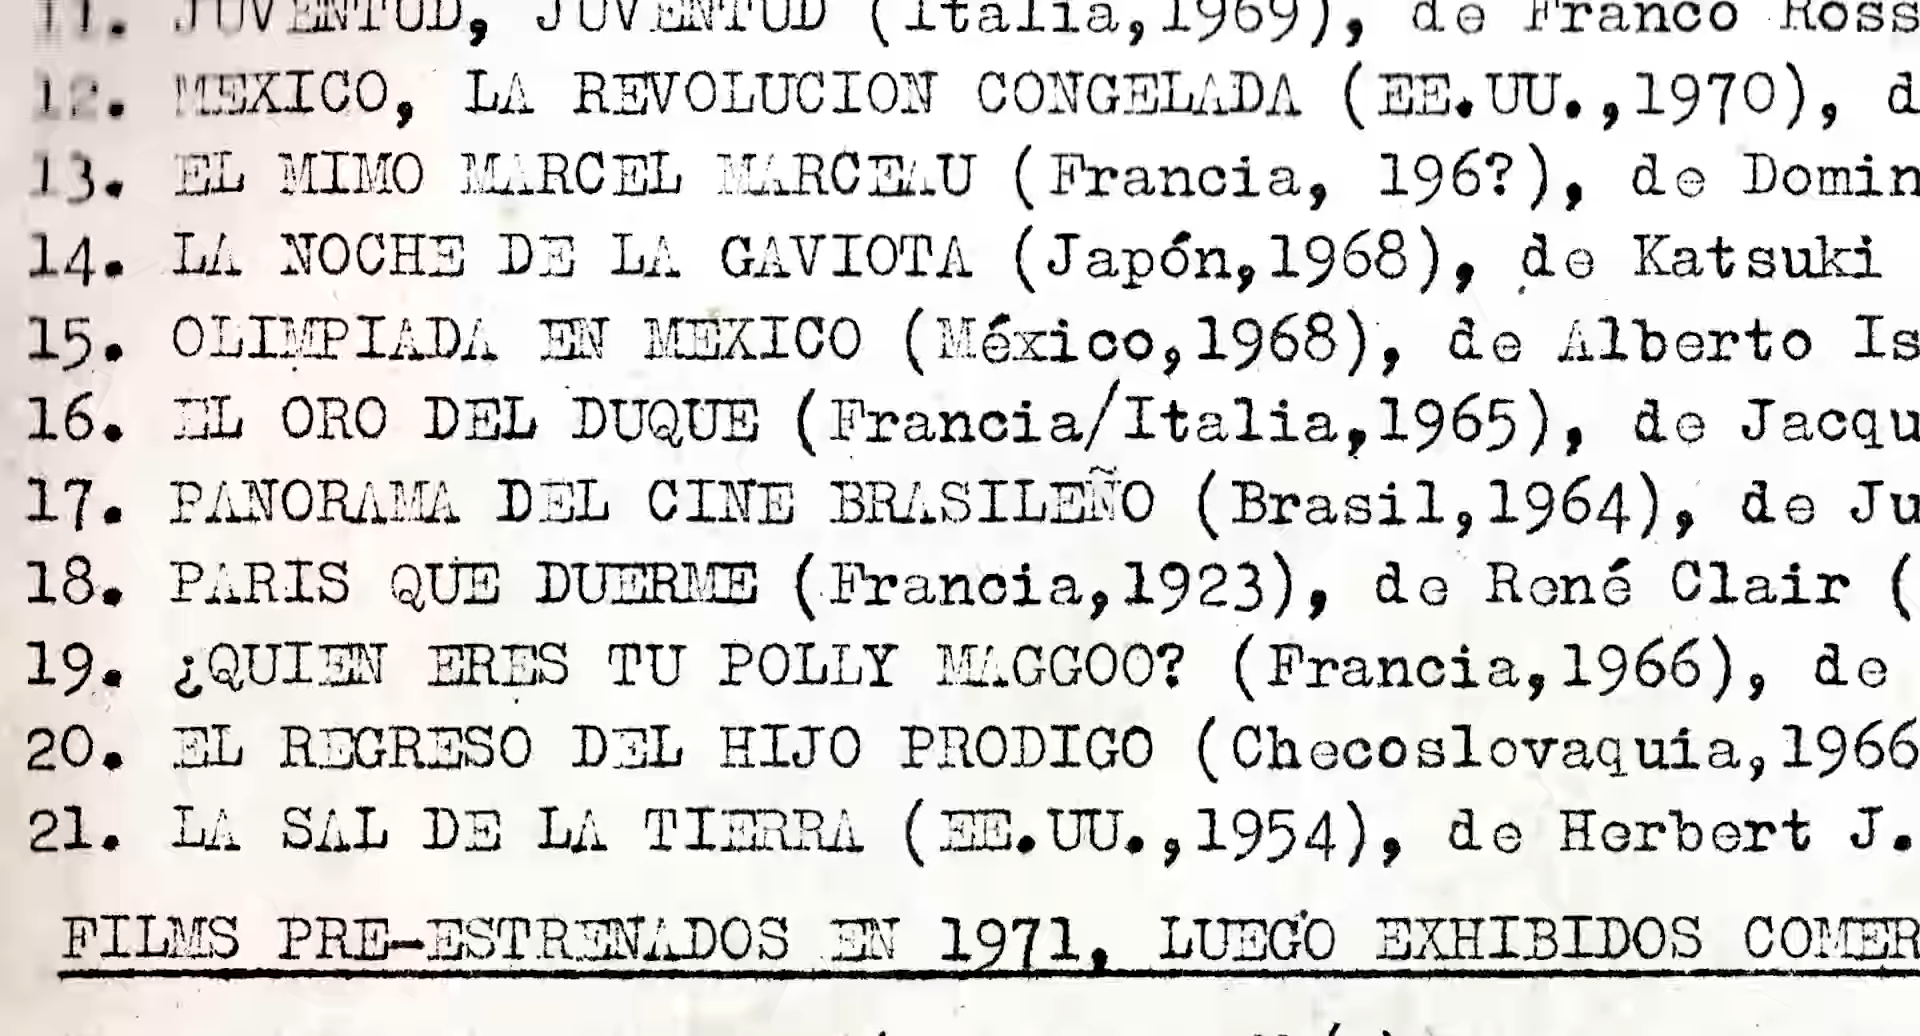 11. JUVENTUD, JUVENTUD (Italia,1969), de Franco Ross
12. MEXICO, LA REVOLUCION CONGELADA (EE.UU.,1970), d
13. EL MIMO MARCEL MARCEAU (Francia, 196?), de Domin
14. LA NOCHE DE LA GAVIOTA (Japón,1968), de Katsuki
15. OLIMPIADA EN MEXICO (México,1968), de Alberto Is
16. EL ORO DEL DUQUE (Francia/Italia,1965), de Jacqu
17. PANORAMA DEL CINE BRASILEÑO (Brasil,1964), de Ju
18. PARIS QUE DUERME (Francia,1923), de René Clair (
19. ¿QUIEN ERES TU POLLY MAGGOO? (Francia,1966), de
20. EL REGRESO DEL HIJO PRODIGO (Checoslovaquia,1966
21. LA SAL DE LA TIERRA (EE.UU.,1954), de Herbert J.
FILMS PRE-ESTRENADOS EN 1971, LUEGO EXHIBIDOS COMER